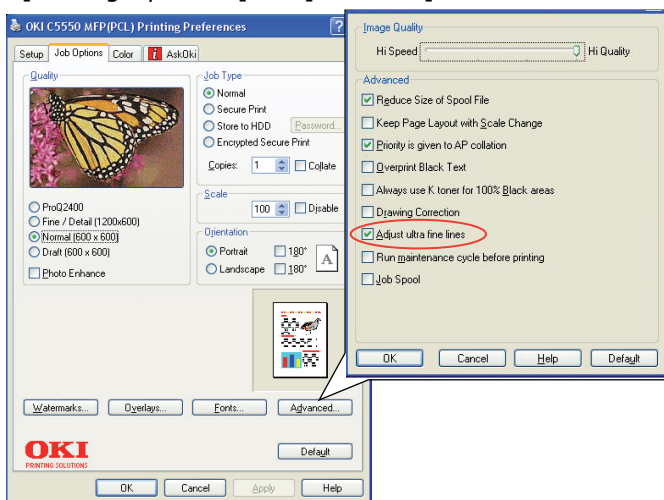 OKI C5550 MFP(PCL) Printing Preferences
?
Setup
Job Options
Color
AskOki
Quality
ProQ2400
Fine / Detail (1200x600)
Normal (600 x 600)
Draft (600 x 600)
Photo Enhance
Job Type
Normal
Secure Print
Store to HDD
Password...
Encrypted Secure Print
Copies:
1
Collate
Scale
100
Disable
Orientation
Portrait
180°
Landscape
180°
A
Watermarks...
Overlays...
Fonts...
Advanced...
OKI
PRINTING SOLUTIONS
Default
OK
Cancel
Apply
Help
Image Quality
Hi Speed
Hi Quality
Advanced
Reduce Size of Spool File
Keep Page Layout with Scale Change
Priority is given to AP collation
Overprint Black Text
Always use K toner for 100% Black areas
Drawing Correction
Adjust ultra fine lines
Run maintenance cycle before printing
Job Spool
OK
Cancel
Help
Default